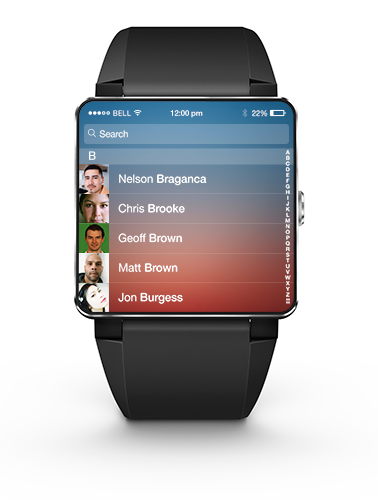 BELL 12:00 pm 22%
Search
B
Nelson Braganca
Chris Brooke
Geoff Brown
Matt Brown
Jon Burgess
A
B
C
D
E
F
G
H
I
J
K
L
M
N
O
P
Q
R
S
T
U
V
W
X
Y
Z